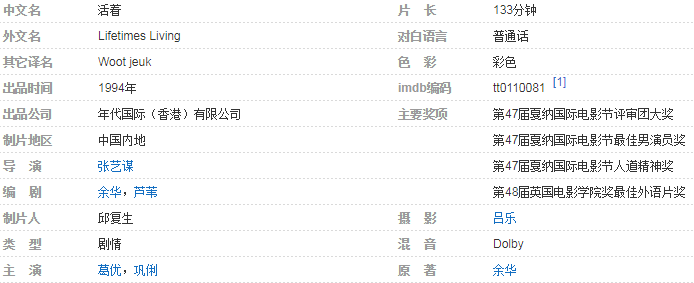 中文名 活着 片 长 133分钟
外文名 Lifetimes Living 对白语言 普通话
其它译名 Woot jeuk 色 彩 彩色
出品时间 1994年 imdb编码 tt0110081 [1]
出品公司 年代国际（香港）有限公司 主要奖项 第47届戛纳国际电影节评审团大奖
制片地区 中国内地 第47届戛纳国际电影节最佳男演员奖
导 演 张艺谋 第47届戛纳国际电影节人道精神奖
编 剧 余华，芦苇 第48届英国电影学院奖最佳外语片奖
制片人 邱复生 摄 影 吕乐
类 型 剧情 混 音 Dolby
主 演 葛优，巩俐 原 著 余华